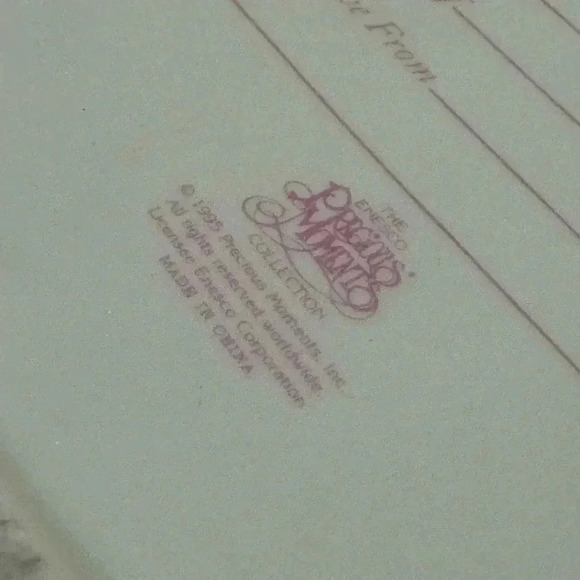 From
THE
ENESCO
PRECIOUS
MOMENTS
COLLECTION
© 1995 Precious Moments, Inc.
All rights reserved worldwide.
Licensee Enesco Corporation
MADE IN CHINA